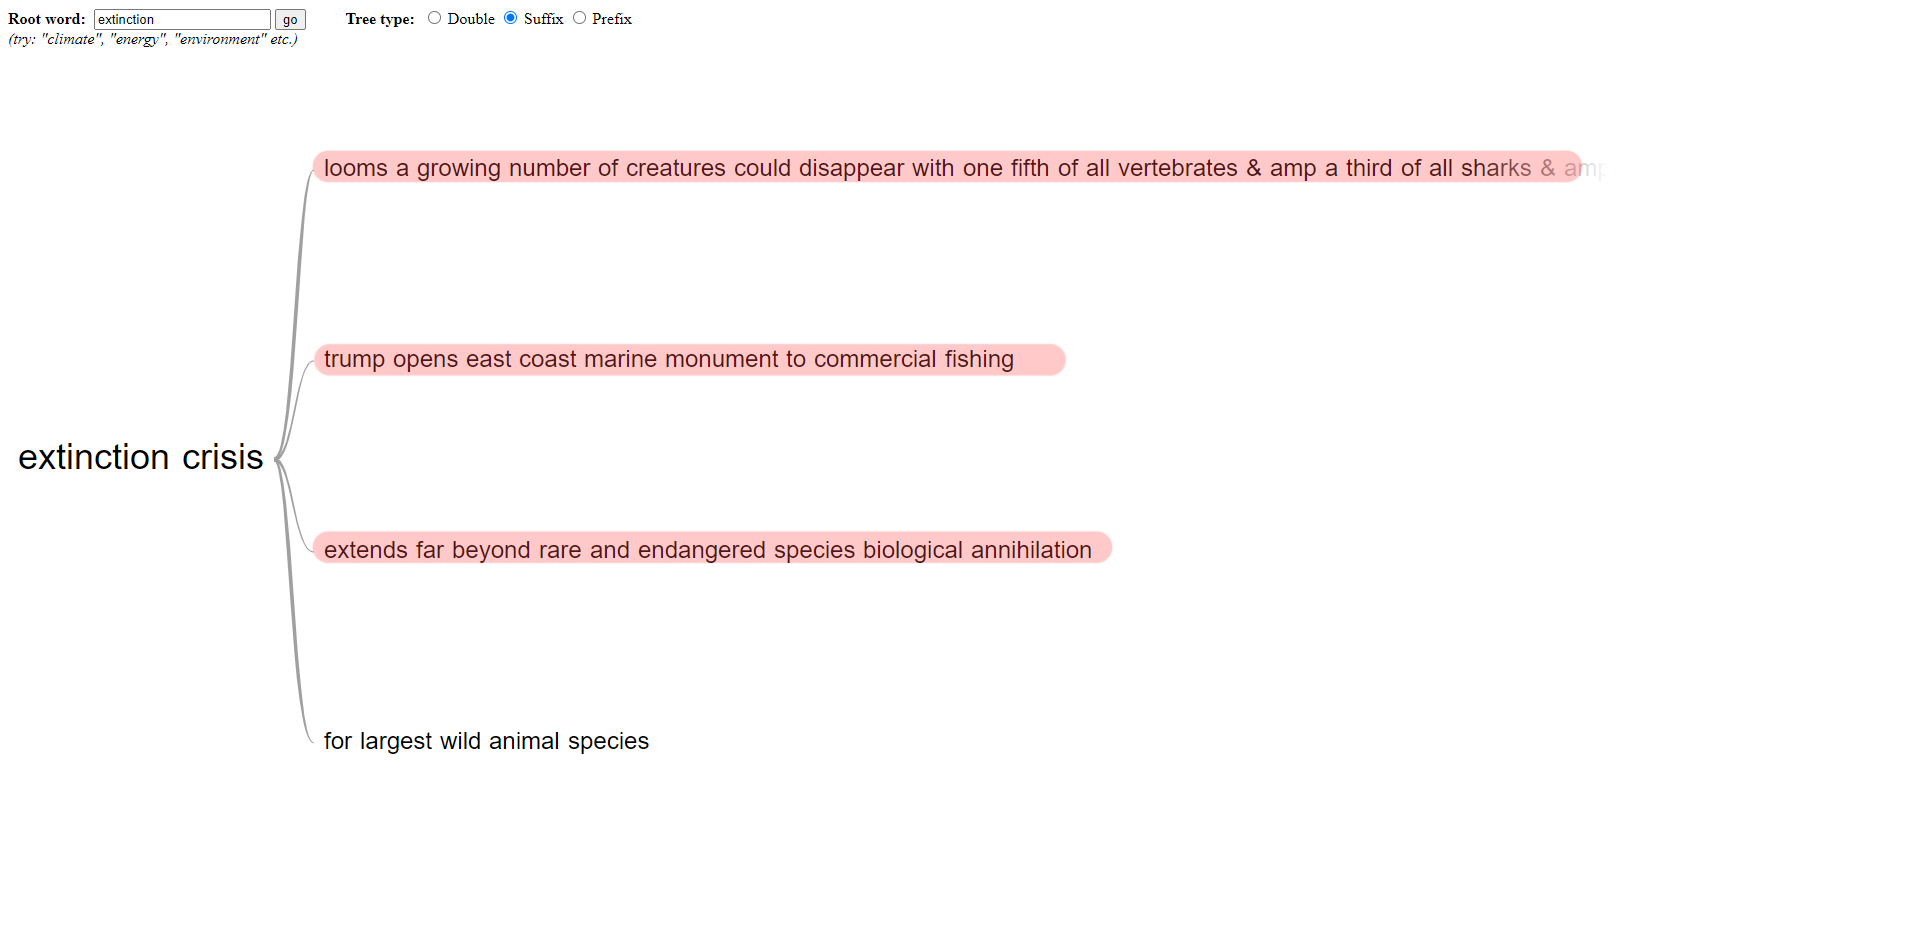 Root word: extinction go Tree type: Double Suffix Prefix
(try: "climate", "energy", "environment" etc.)
looms a growing number of creatures could disappear with one fifth of all vertebrates & amp a third of all sharks & amp
trump opens east coast marine monument to commercial fishing
extinction crisis
extends far beyond rare and endangered species biological annihilation
for largest wild animal species